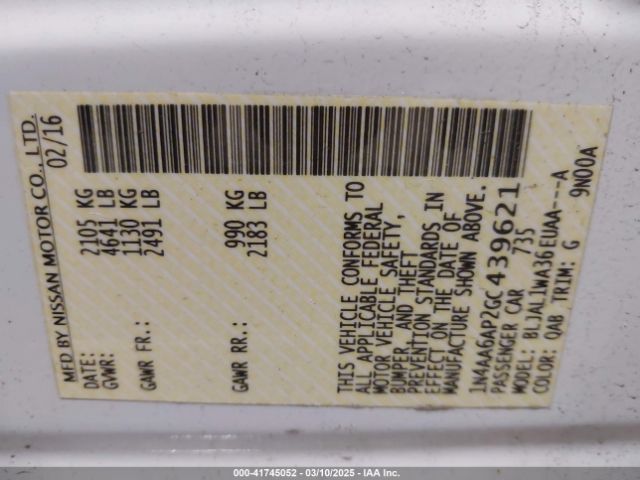 MFD BY NISSAN MOTOR CO., LTD.
DATE: 02/16
GVWR: 2105 KG
4641 LB
GAWR FR.: 1130 KG
2491 LB
GAWR RR.: 990 KG
2183 LB
THIS VEHICLE CONFORMS TO
ALL APPLICABLE FEDERAL
MOTOR VEHICLE SAFETY,
BUMPER, AND THEFT
PREVENTION STANDARDS IN
EFFECT ON THE DATE OF
MANUFACTURE SHOWN ABOVE.
1N4AA6AP2GC439621
PASSENGER CAR 735
MODEL: BLJAL1WA36EUAA---A
COLOR: QAB TRIM: G 9N00A
000-41745052 — 03/10/2025 — IAA Inc.